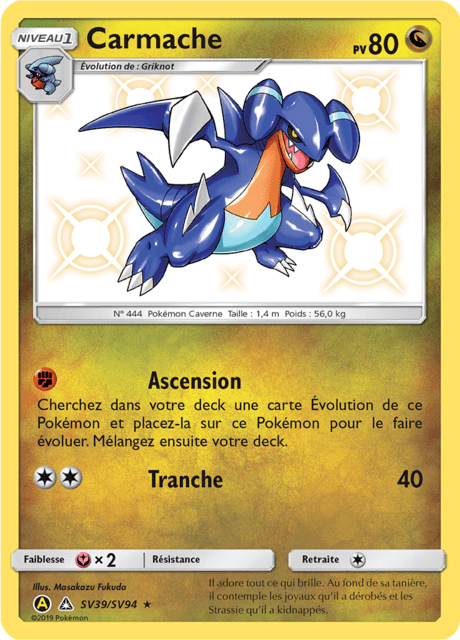 NIVEAU 1
Carmache
PV 80
Évolution de : Griknot
N° 444 Pokémon Caverne Taille : 1,4 m Poids : 56,0 kg
Ascension
Cherchez dans votre deck une carte Évolution de ce
Pokémon et placez-la sur ce Pokémon pour le faire
évoluer. Mélangez ensuite votre deck.
Tranche 40
Faiblesse × 2 Résistance Retraite
Illus. Masakazu Fukuda
A SV39/SV94 ★
©2019 Pokémon
Il adore tout ce qui brille. Au fond de sa tanière,
il contemple les joyaux qu'il a dérobés et les
Strassie qu'il a kidnappés.